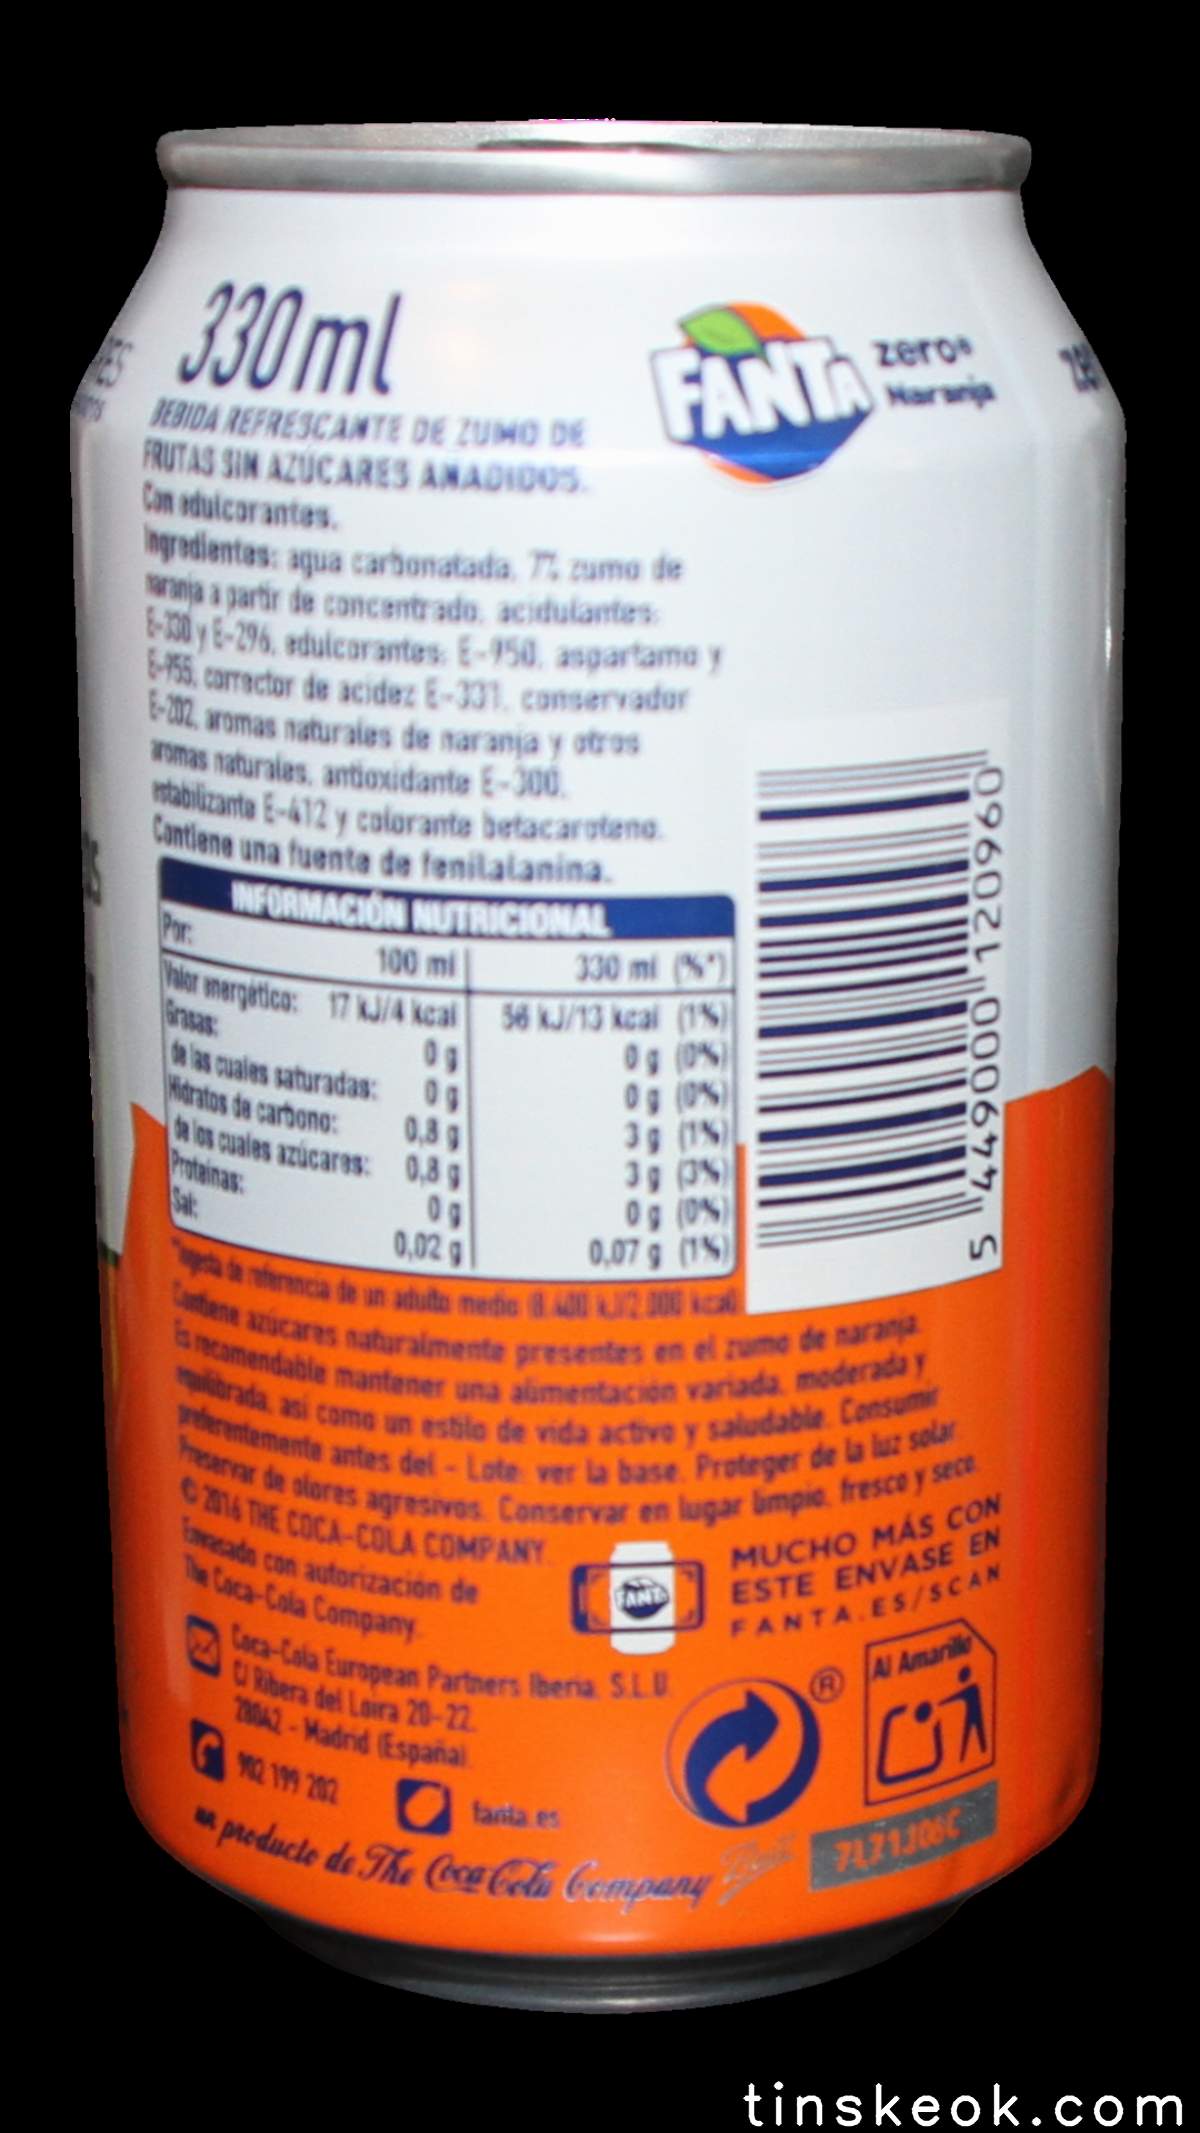 330ml
BEBIDA REFRESCANTE DE ZUMO DE
FRUTAS SIN AZÚCARES AÑADIDOS.
Con edulcorantes.
Ingredientes: agua carbonatada, 7% zumo de
naranja a partir de concentrado, acidulantes:
E-330 y E-296, edulcorantes: E-950, aspartamo y
E-955, corrector de acidez E-331, conservador
E-202, aromas naturales de naranja y otros
aromas naturales, antioxidante E-300,
estabilizante E-412 y colorante betacaroteno.
Contiene una fuente de fenilalanina.
FANTA zero®
Naranja
INFORMACIÓN NUTRICIONAL
Por: 100 ml 330 ml (%*)
Valor energético: 17 kJ/4 kcal 56 kJ/13 kcal (1%)
Grasas: 0 g 0 g (0%)
de las cuales saturadas: 0 g 0 g (0%)
Hidratos de carbono: 0,8 g 3 g (1%)
de los cuales azúcares: 0,8 g 3 g (3%)
Proteínas: 0 g 0 g (0%)
Sal: 0,02 g 0,07 g (1%)
5 449000 120960
*Ingesta de referencia de un adulto medio (8.400 kJ/2.000 kcal)
Contiene azúcares naturalmente presentes en el zumo de naranja.
Es recomendable mantener una alimentación variada, moderada y
equilibrada, así como un estilo de vida activo y saludable. Consumir
preferentemente antes del - Lote: ver la base. Proteger de la luz solar.
Preservar de olores agresivos. Conservar en lugar limpio, fresco y seco.
© 2016 THE COCA-COLA COMPANY.
Envasado con autorización de
The Coca-Cola Company.
FANTA
MUCHO MÁS CON
ESTE ENVASE EN
FANTA.ES/SCAN
Coca-Cola European Partners Iberia, S.L.U.
C/ Ribera del Loira 20-22.
28042 - Madrid (España).
902 199 202
fanta.es
®
Al Amarillo
un producto de The Coca-Cola Company
7L71J06C
tinskeok.com